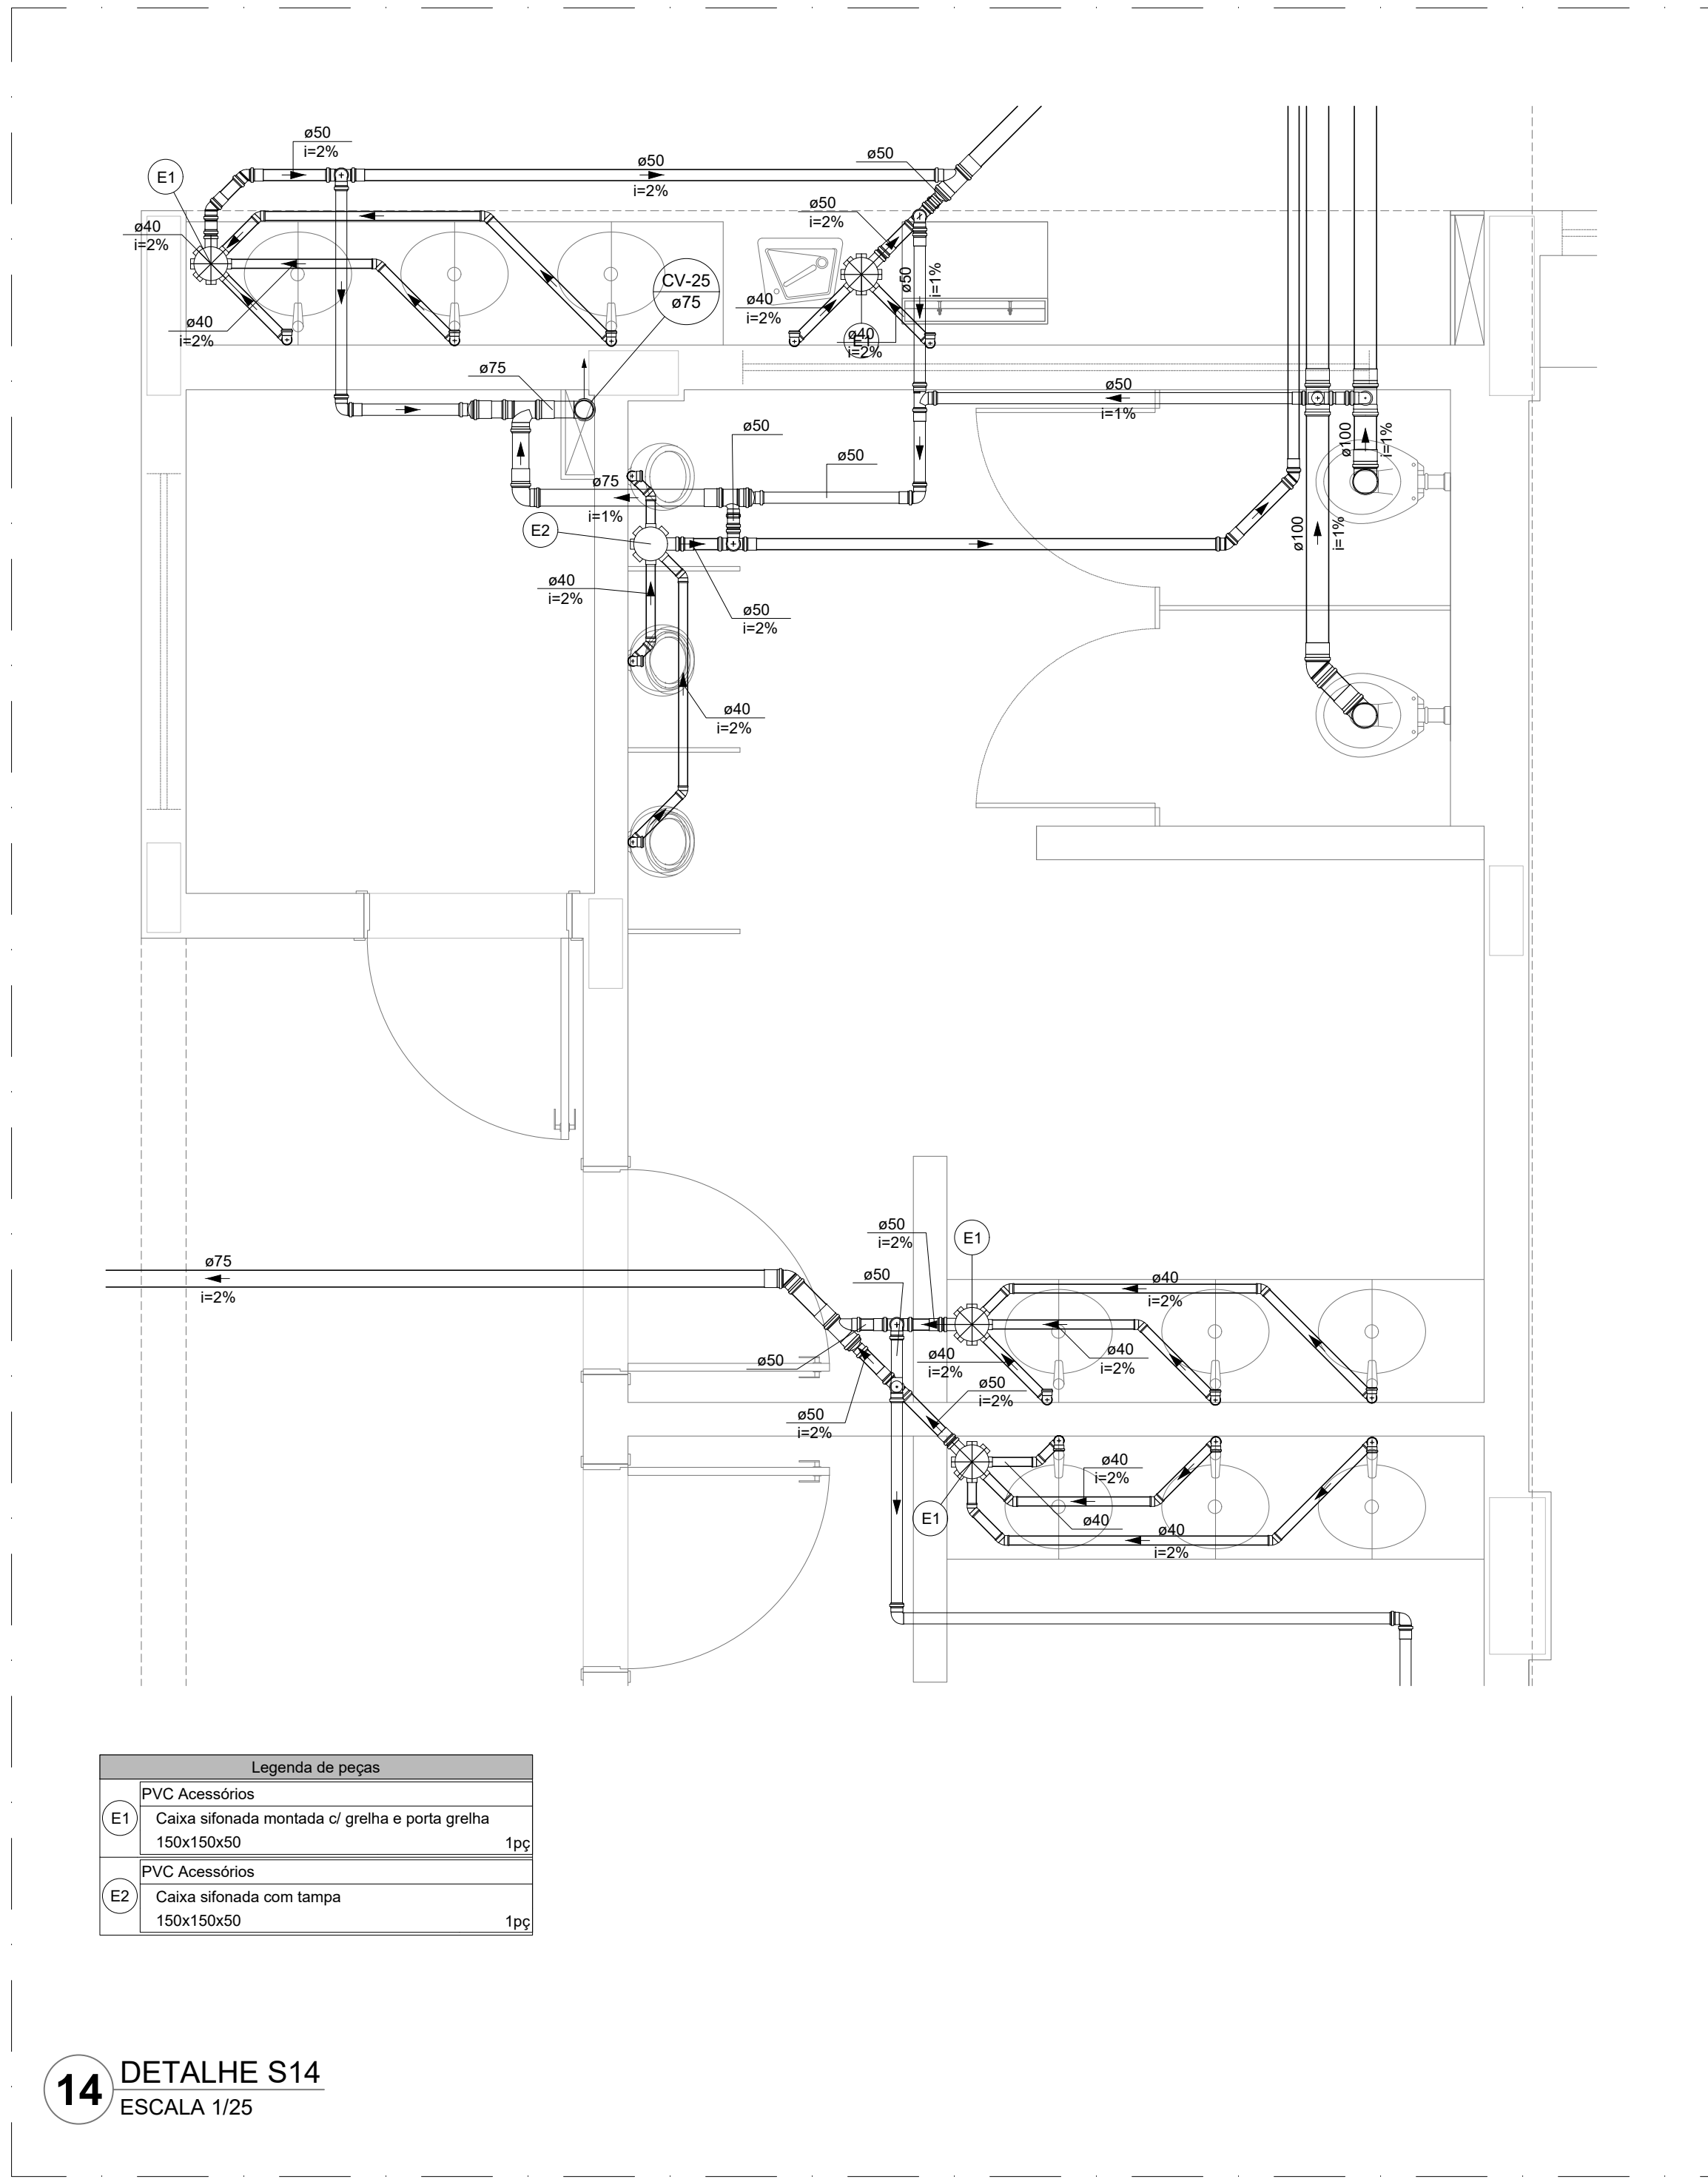 ø50
i=2%
E1
ø50
i=2%
ø50
ø50
i=2%
ø40
i=2%
ø40
i=2%
CV-25
ø75
ø40
i=2%
ø50
i=1%
ø40
i=2%
E1
ø75
ø50
i=1%
ø50
ø50
ø75
i=1%
E2
ø100
i=1%
ø100
i=1%
ø40
i=2%
ø50
i=2%
ø40
i=2%
ø50
i=2%
E1
ø75
i=2%
ø50
ø40
i=2%
ø40
i=2%
ø40
i=2%
ø50
ø50
i=2%
ø50
i=2%
ø40
i=2%
E1
ø40
ø40
i=2%
Legenda de peças
E1
PVC Acessórios
Caixa sifonada montada c/ grelha e porta grelha
150x150x50 1pç
E2
PVC Acessórios
Caixa sifonada com tampa
150x150x50 1pç
14
DETALHE S14
ESCALA 1/25